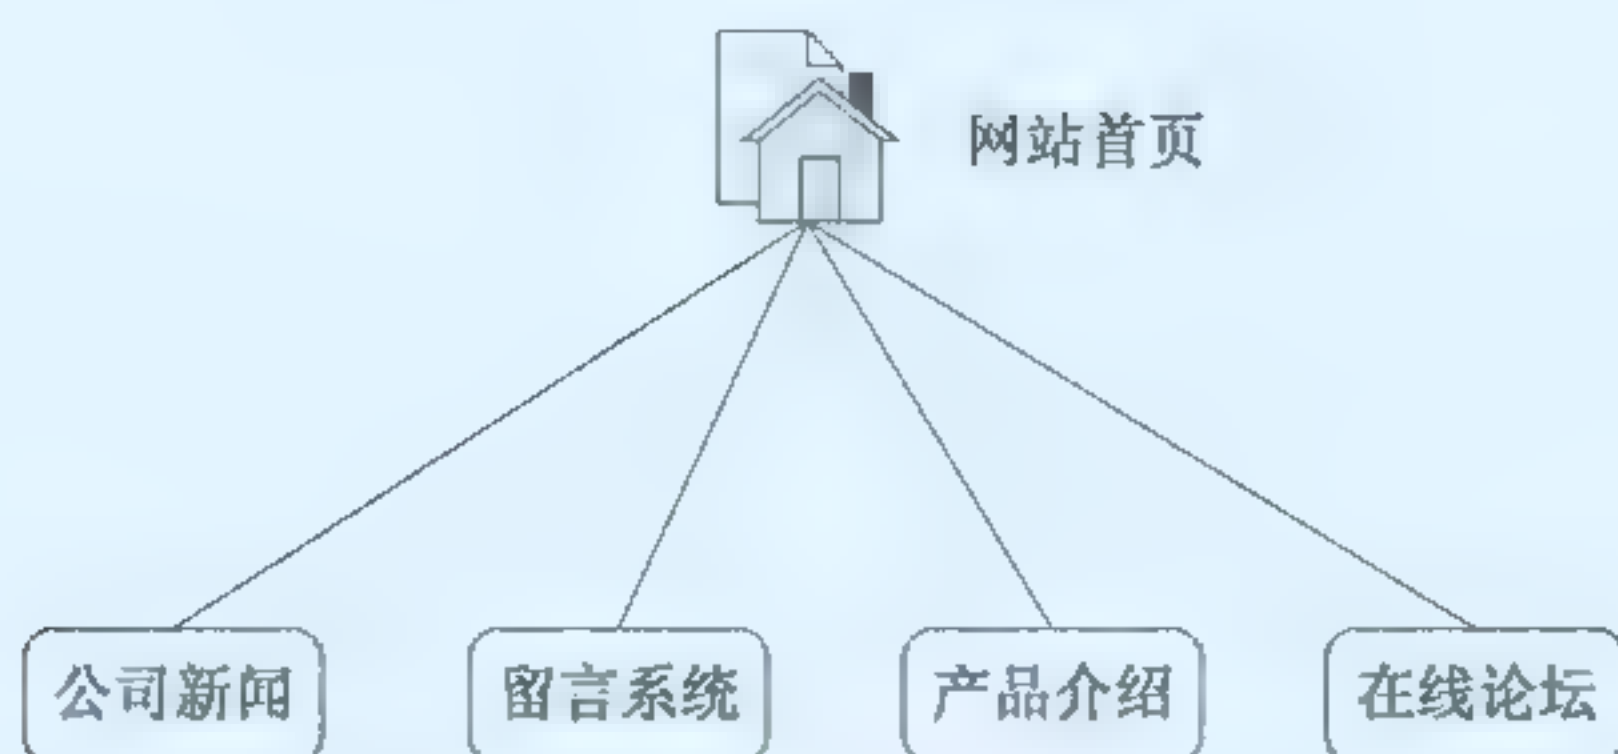 网站首页
公司新闻
留言系统
产品介绍
在线论坛